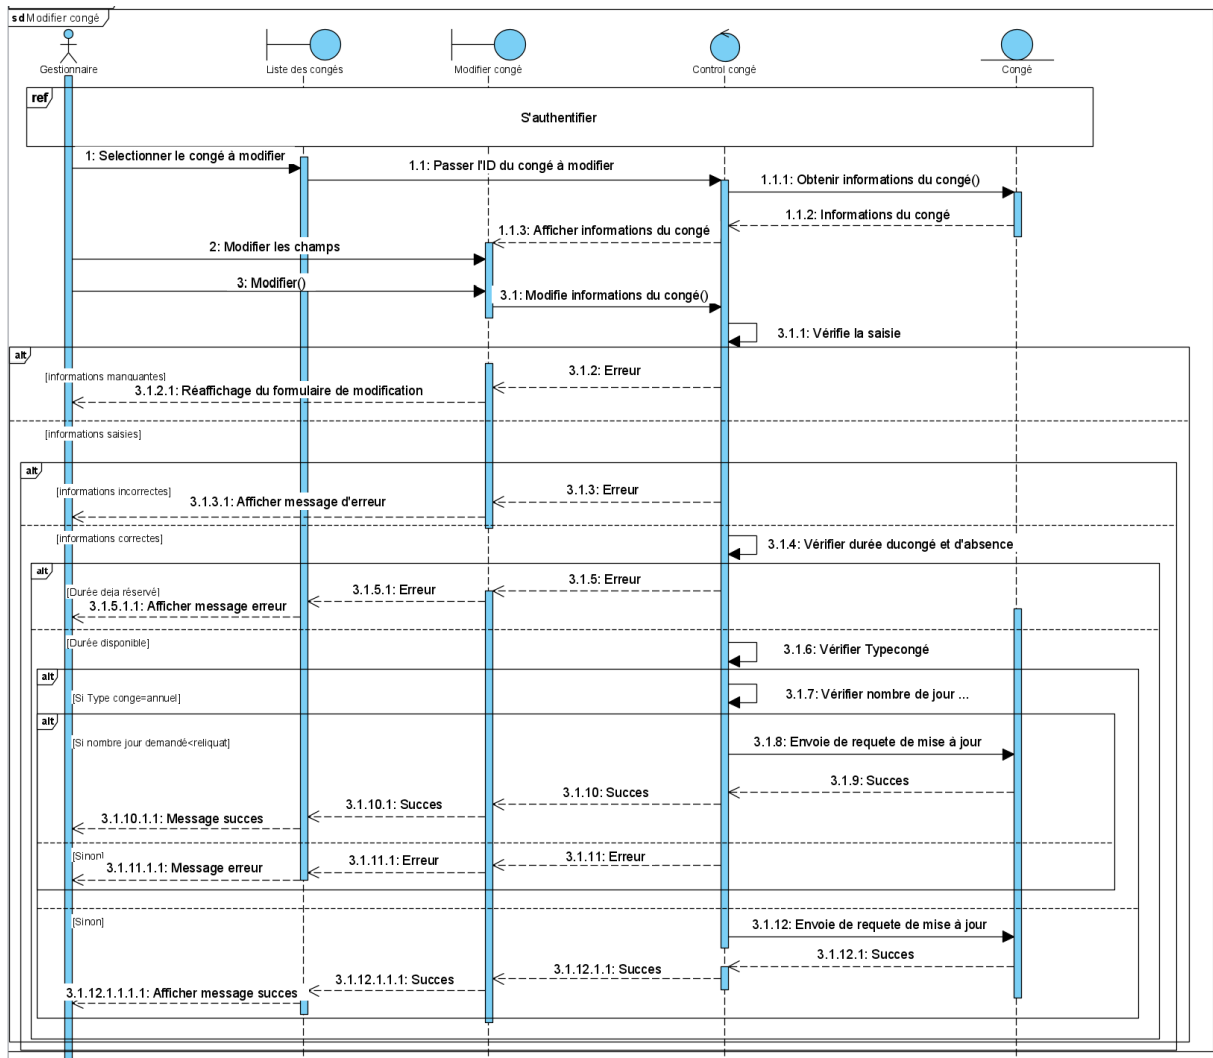 sd Modifier congé
Gestionnaire
Liste des congés
Modifier congé
Control congé
Congé
ref
S'authentifier
1: Selectionner le congé à modifier
1.1: Passer l'ID du congé à modifier
1.1.1: Obtenir informations du congé()
1.1.2: Informations du congé
1.1.3: Afficher informations du congé
2: Modifier les champs
3: Modifier()
3.1: Modifie informations du congé()
3.1.1: Vérifie la saisie
alt
[informations manquantes]
3.1.2: Erreur
3.1.2.1: Réaffichage du formulaire de modification
[informations saisies]
alt
[informations incorrectes]
3.1.3: Erreur
3.1.3.1: Afficher message d'erreur
[informations correctes]
3.1.4: Vérifier durée ducongé et d'absence
alt
[Durée deja réservé]
3.1.5: Erreur
3.1.5.1: Erreur
3.1.5.1.1: Afficher message erreur
[Durée disponible]
3.1.6: Vérifier Typecongé
alt
[Si Type conge=annuel]
3.1.7: Vérifier nombre de jour ...
alt
[Si nombre jour demandé<reliquat]
3.1.8: Envoie de requete de mise à jour
3.1.9: Succes
3.1.10: Succes
3.1.10.1: Succes
3.1.10.1.1: Message succes
[Sinon]
3.1.11: Erreur
3.1.11.1: Erreur
3.1.11.1.1: Message erreur
[Sinon]
3.1.12: Envoie de requete de mise à jour
3.1.12.1: Succes
3.1.12.1.1: Succes
3.1.12.1.1.1: Succes
3.1.12.1.1.1.1: Afficher message succes